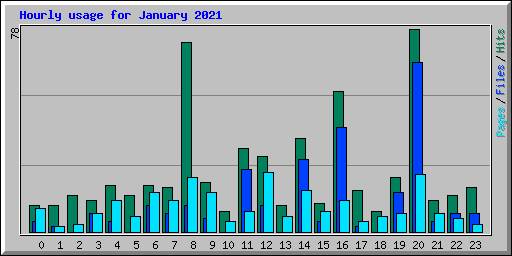 Hourly usage for January 2021
78
Pages/Files/Hits
0 1 2 3 4 5 6 7 8 9 10 11 12 13 14 15 16 17 18 19 20 21 22 23